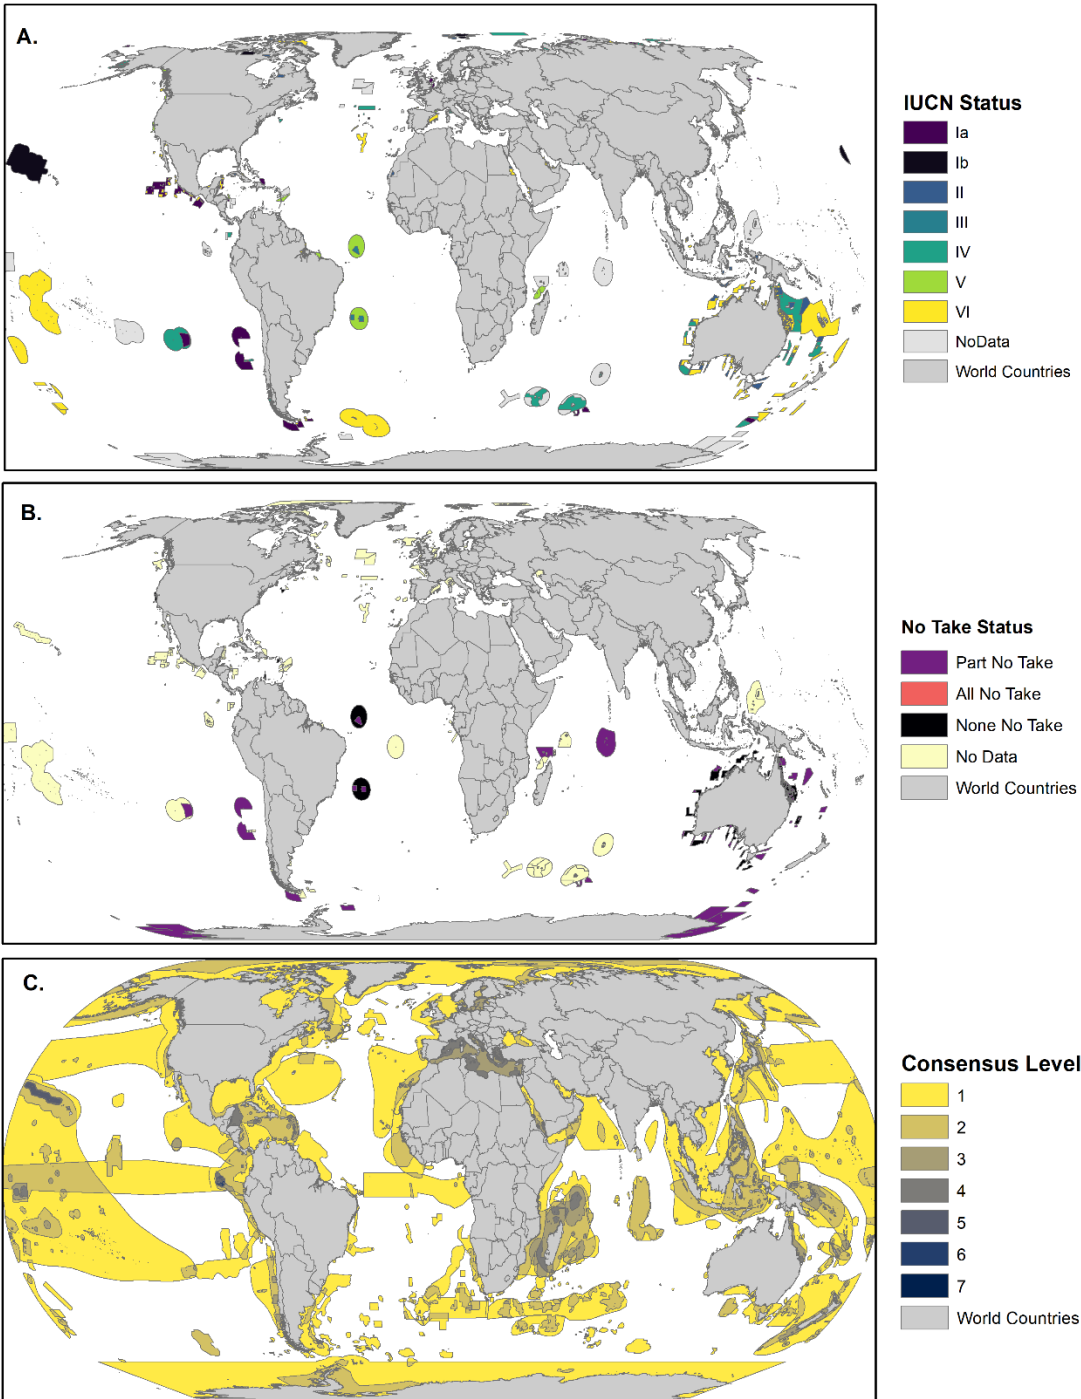 A.
IUCN Status
Ia
Ib
II
III
IV
V
VI
NoData
World Countries
B.
No Take Status
Part No Take
All No Take
None No Take
No Data
World Countries
C.
Consensus Level
1
2
3
4
5
6
7
World Countries